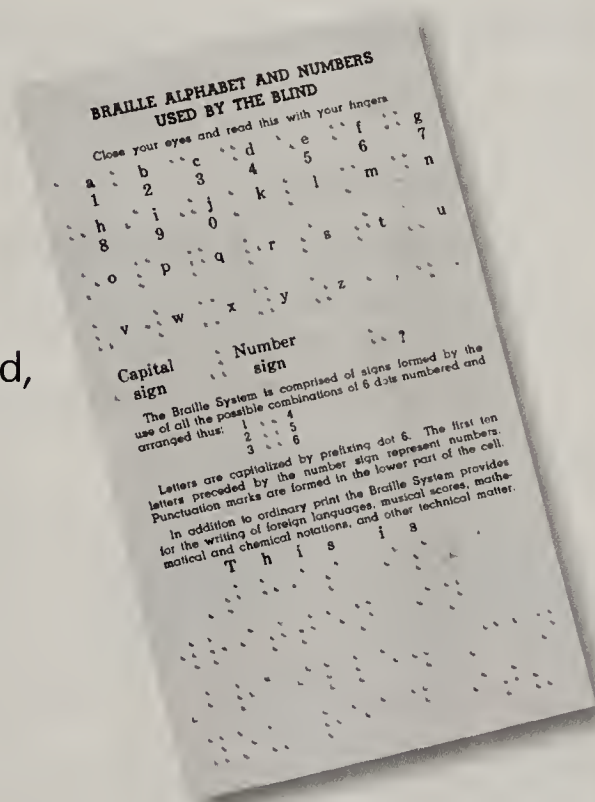 BRAILLE ALPHABET AND NUMBERS
USED BY THE BLIND
Close your eyes and read this with your fingers
a b c d e f g
1 2 3 4 5 6 7
h i j k l m n
8 9 0
o p q r s t u
v w x y z , .
Capital Number ?
sign sign
The Braille System is comprised of signs formed by the
use of all the possible combinations of 6 dots numbered and
arranged thus: 1 4
2 5
3 6
Letters are capitalized by prefixing dot 6. The first ten
letters preceded by the number sign represent numbers.
Punctuation marks are formed in the lower part of the cell.
In addition to ordinary print the Braille System provides
for the writing of foreign languages, musical scores, mathe-
matical and chemical notations, and other technical matter.
T h i s i s
d,